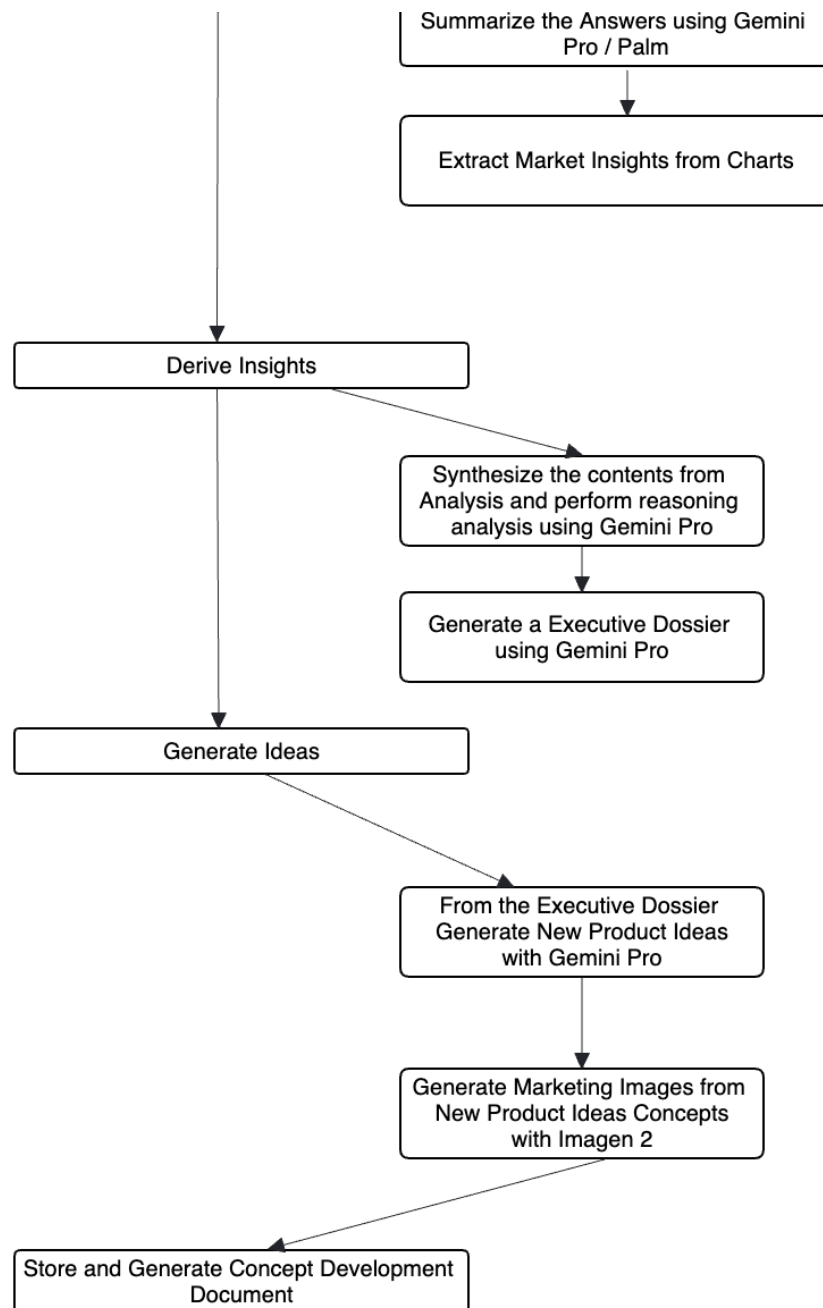 Summarize the Answers using Gemini
Pro / Palm
Extract Market Insights from Charts
Derive Insights
Synthesize the contents from
Analysis and perform reasoning
analysis using Gemini Pro
Generate a Executive Dossier
using Gemini Pro
Generate Ideas
From the Executive Dossier
Generate New Product Ideas
with Gemini Pro
Generate Marketing Images from
New Product Ideas Concepts
with Imagen 2
Store and Generate Concept Development
Document